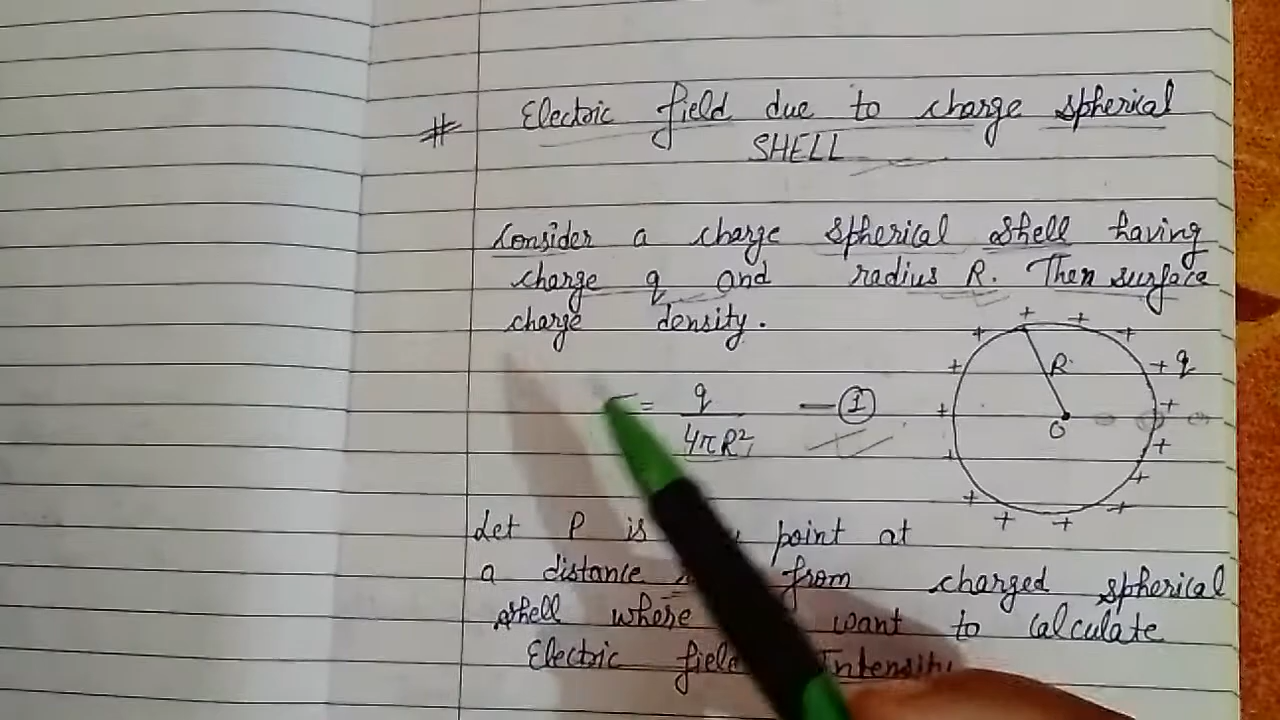 # Electric field due to charge spherical
SHELL
Consider a charge spherical shell having
charge q and radius R. Then surface
charge density.
= q / 4πR² — ①
+ + + + + + + + + + + + + +
R
q
O
Let P is point at
a distance from charged spherical
shell where want to calculate
Electric field Intensity